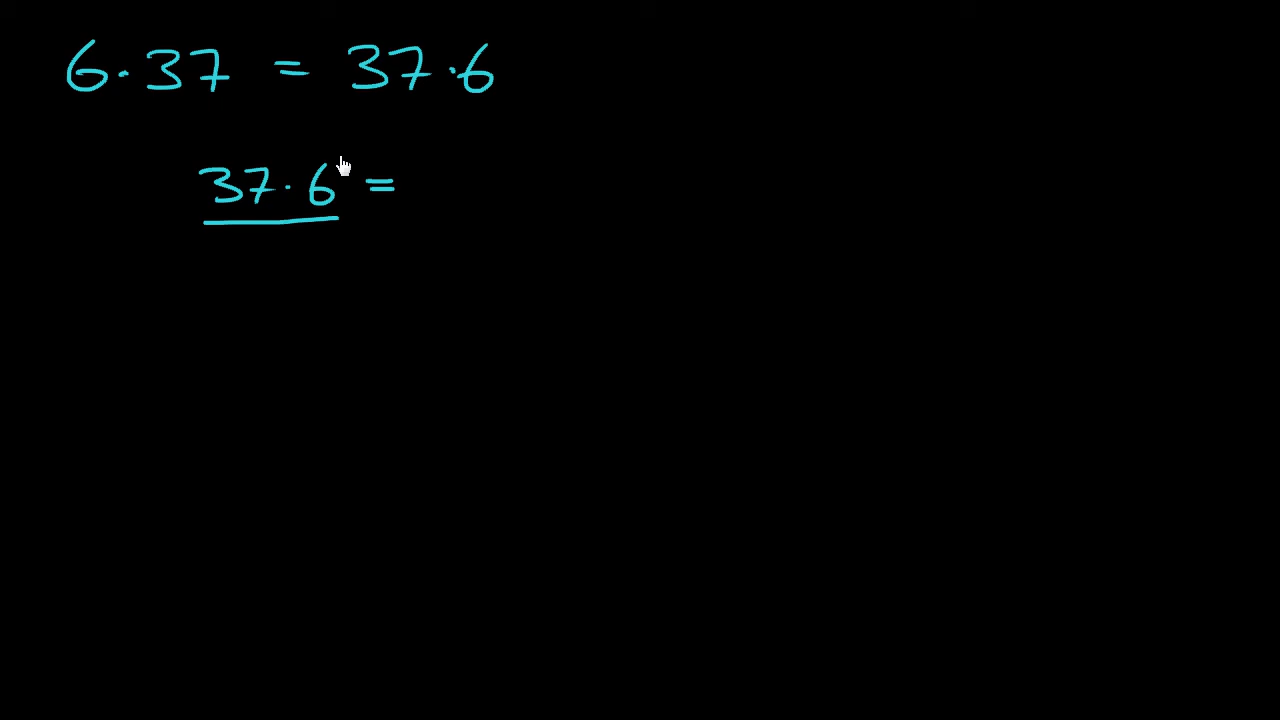 6·37 = 37·6
37·6 =